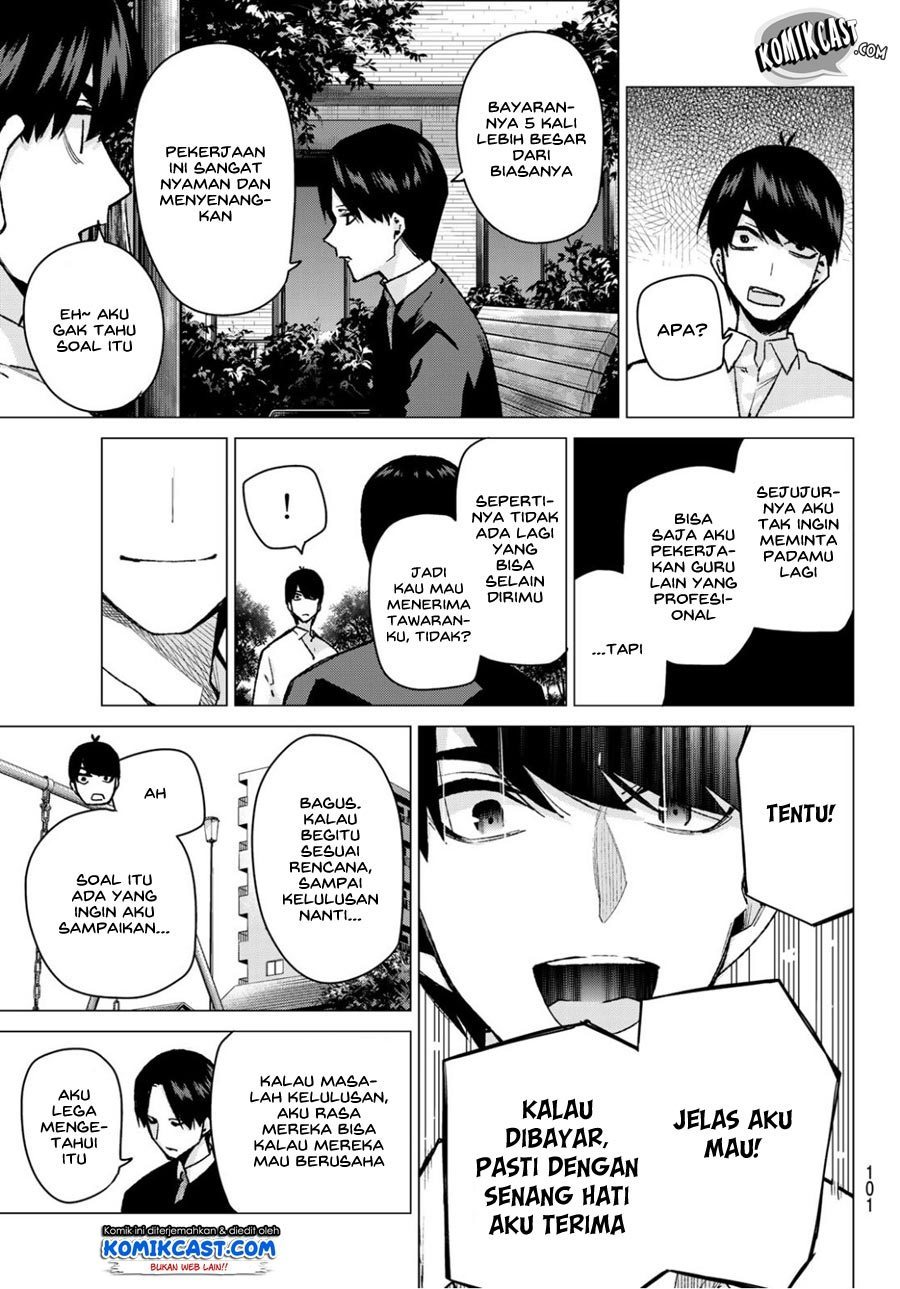 KOMIKCAST
.COM
APA?
BAYARAN-
NYA 5 KALI
LEBIH BESAR
DARI
BIASANYA
PEKERJAAN
INI SANGAT
NYAMAN DAN
MENYENANG-
KAN
EH~ AKU
GAK TAHU
SOAL ITU
SEJUJUR-
NYA AKU
TAK INGIN
MEMINTA
PADAMU
LAGI
BISA
SAJA AKU
PEKERJA-
KAN GURU
LAIN YANG
PROFESI-
ONAL
...TAPI
SEPERTI-
NYA TIDAK
ADA LAGI
YANG
BISA
SELAIN
DIRIMU
JADI
KAU MAU
MENERIMA
TAWARAN-
KU, TIDAK?
!
TENTU!
JELAS AKU
MAU!
KALAU
DIBAYAR,
PASTI DENGAN
SENANG HATI
AKU TERIMA
BAGUS.
KALAU
BEGITU
SESUAI
RENCANA,
SAMPAI
KELULUSAN
NANTI...
AH
SOAL ITU
ADA YANG
INGIN AKU
SAMPAIKAN...
KALAU MASA-
LAH KELULUSAN,
AKU RASA
MEREKA BISA
KALAU MEREKA
MAU BERUSAHA
AKU
LEGA
MENGE-
TAHUI
ITU
101
Komik ini diterjemahkan & diedit oleh
KOMIKCAST.COM
BUKAN WEB LAIN!!